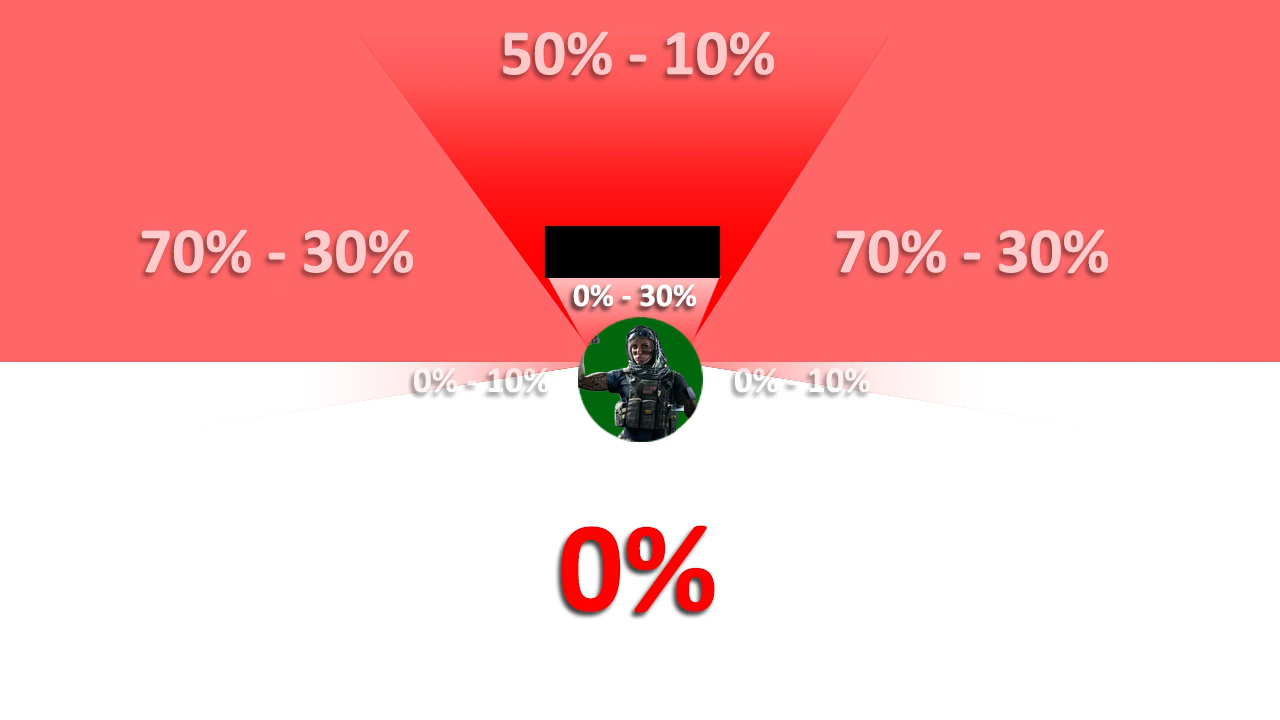 50% - 10%
70% - 30%
70% - 30%
0% - 30%
0% - 10%
0% - 10%
0%